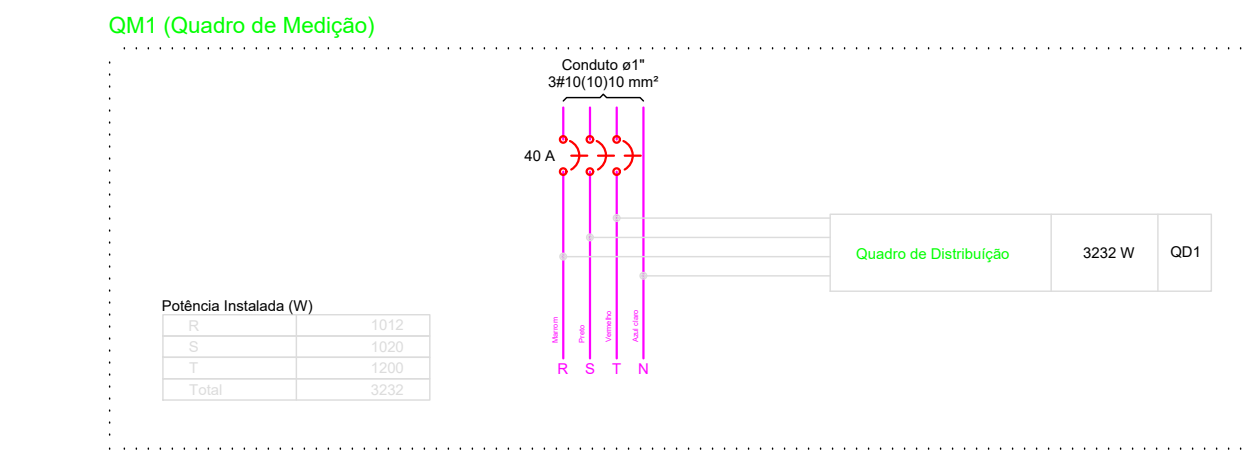 QM1 (Quadro de Medição)
Conduto ø1"
3#10(10)10 mm²
40 A
Quadro de Distribuíção 3232 W QD1
Potência Instalada (W)
R 1012
S 1020
T 1200
Total 3232
Marrom Preto Vermelho Azul claro
R S T N